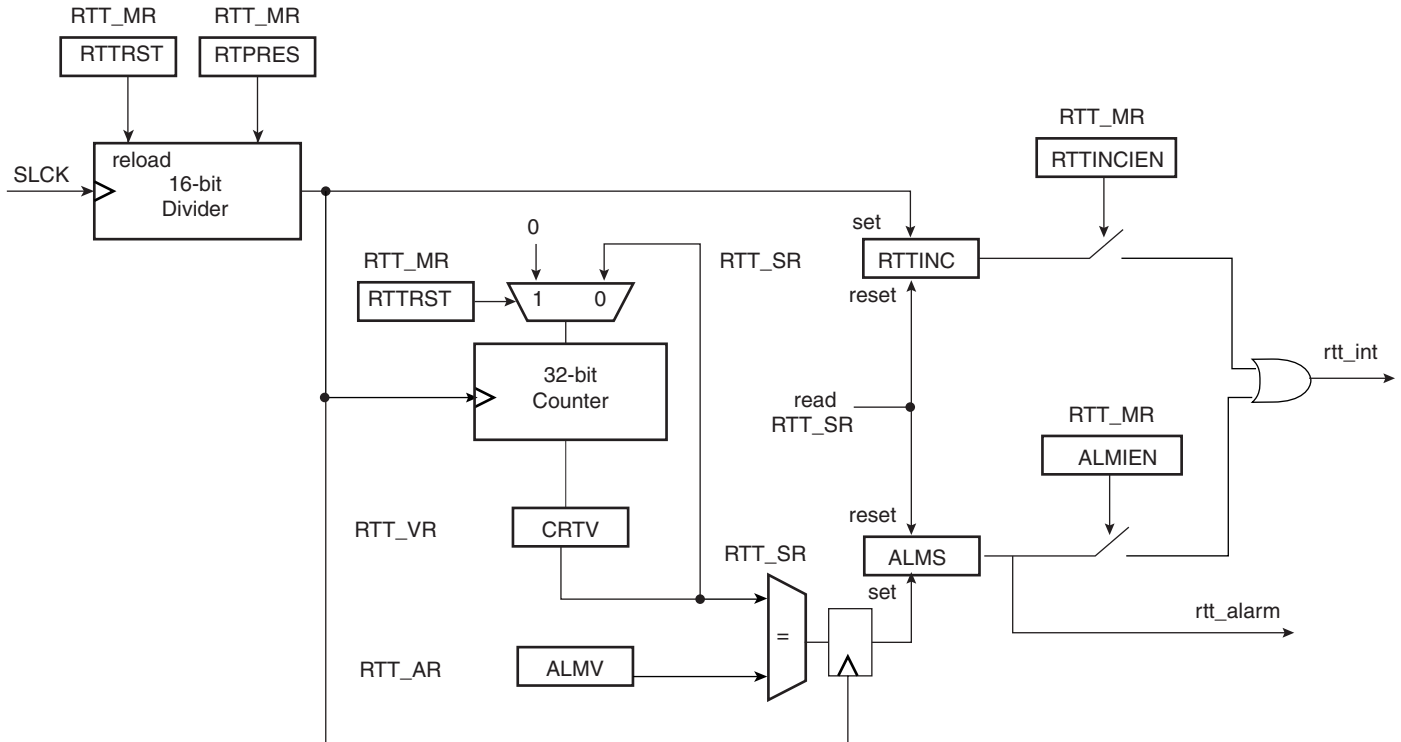 RTT_MR
RTT_MR
RTTRST
RTPRES
reload
16-bit
Divider
SLCK
RTT_MR
RTTINCIEN
0
set
RTT_MR
RTT_SR
RTTINC
RTTRST
1
0
reset
32-bit
Counter
rtt_int
read
RTT_SR
RTT_MR
ALMIEN
reset
RTT_VR
CRTV
RTT_SR
ALMS
set
rtt_alarm
=
RTT_AR
ALMV